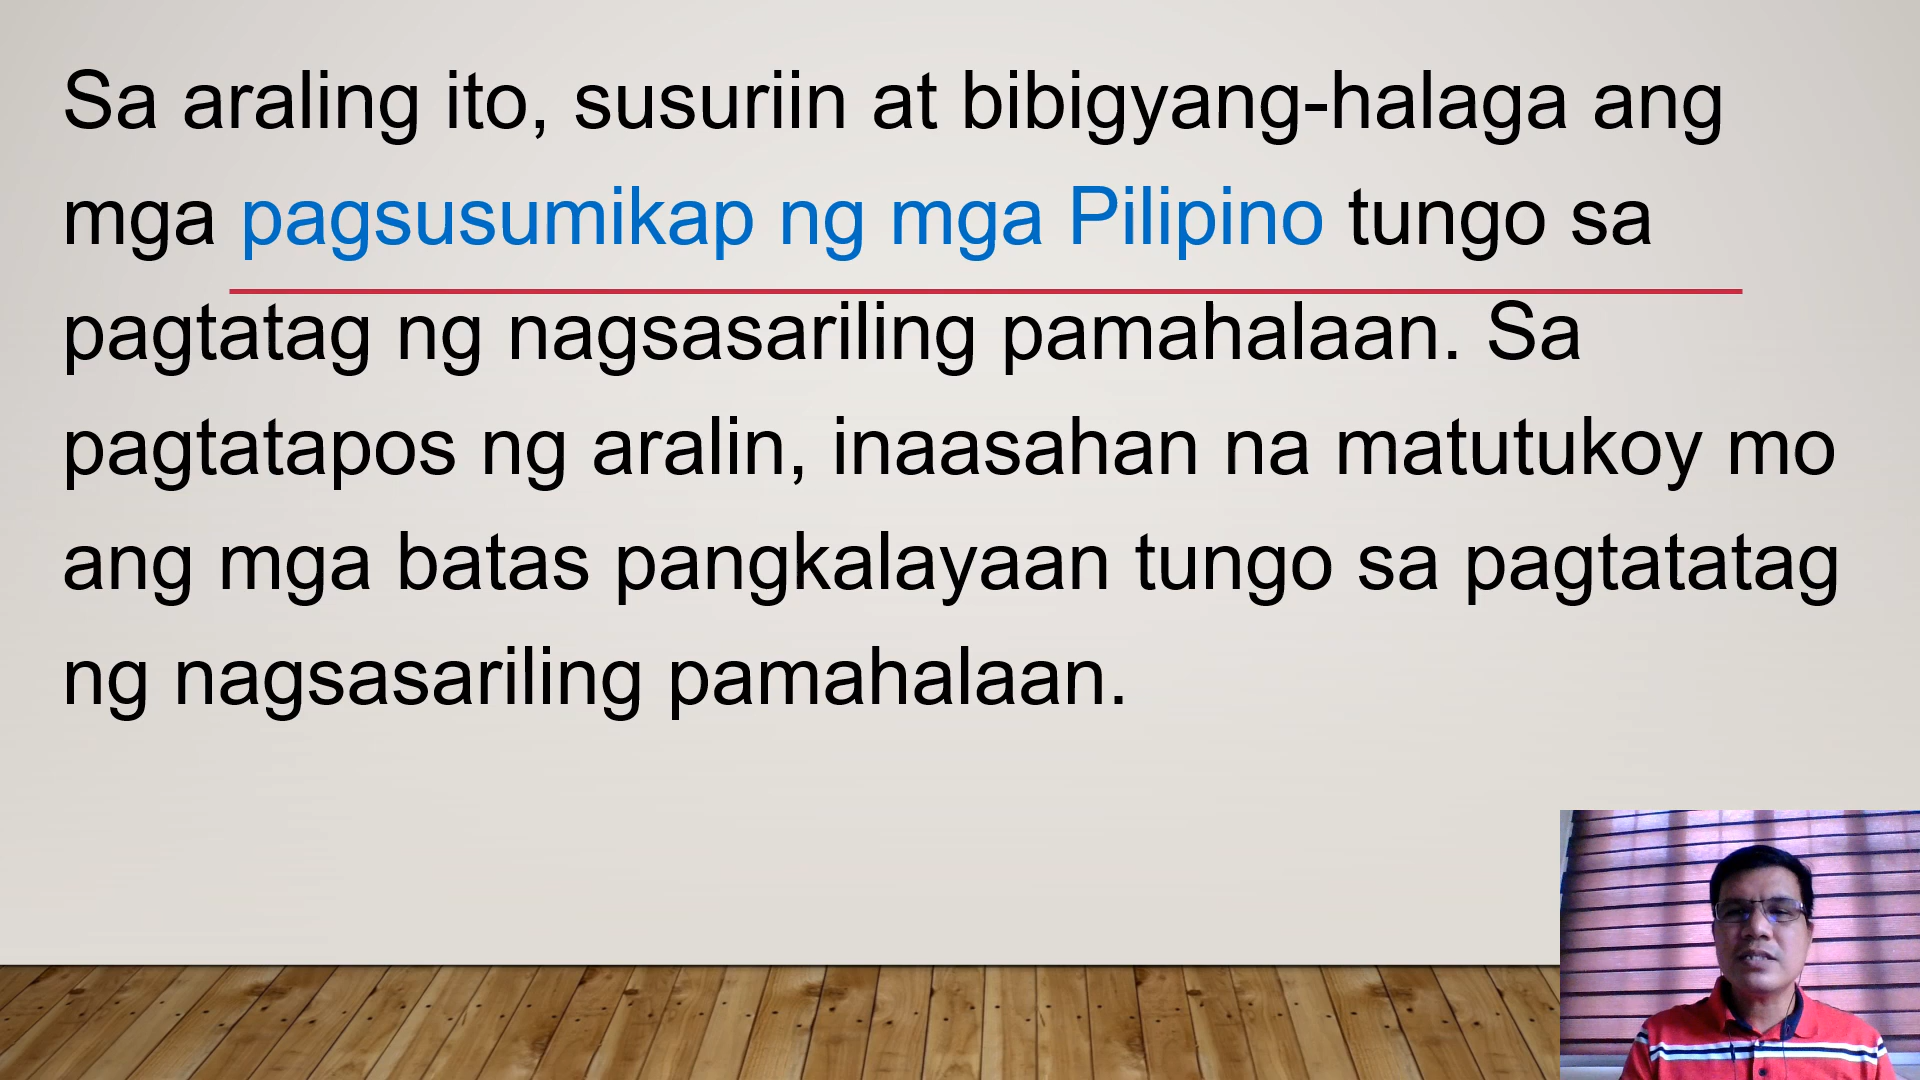 Sa araling ito, susuriin at bibigyang-halaga ang
mga pagsusumikap ng mga Pilipino tungo sa
pagtatag ng nagsasariling pamahalaan. Sa
pagtatapos ng aralin, inaasahan na matutukoy mo
ang mga batas pangkalayaan tungo sa pagtatatag
ng nagsasariling pamahalaan.